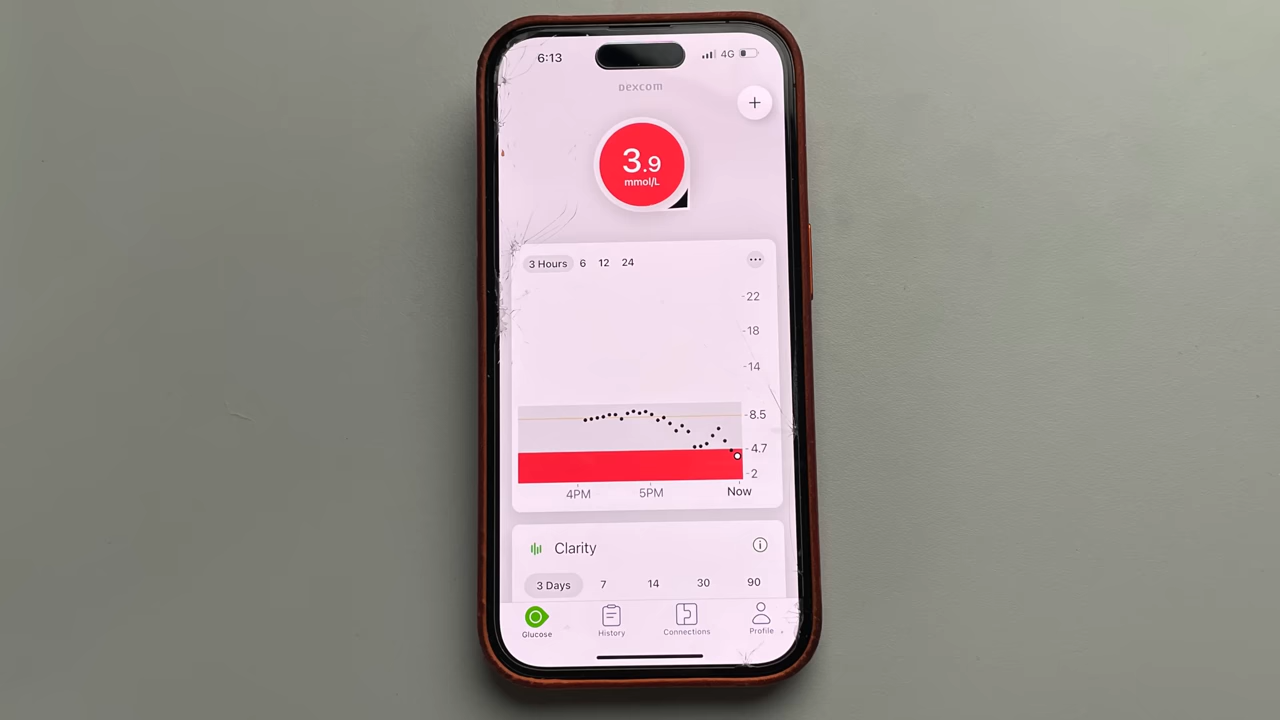 6:13 4G
Dexcom
+
3.9
mmol/L
3 Hours 6 12 24
22
18
14
8.5
4.7
2
4PM 5PM Now
Clarity
3 Days 7 14 30 90
Glucose History Connections Profile